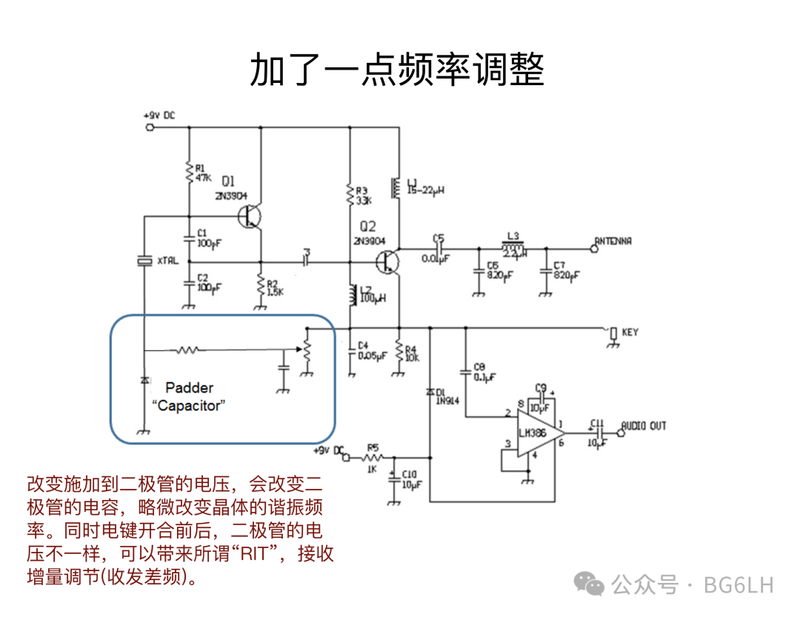 加了一点频率调整
+9V DC
R1
47K
Q1
2N3904
C1
100pF
XTAL
C2
100pF
R2
1.5K
3
R3
33K
L1
15-22µH
Q2
2N3904
C5
0.01µF
L3
2.2µH
ANTENNA
C6
820pF
C7
820pF
L2
100µH
KEY
C4
0.05µF
R4
10K
C8
0.1µF
D1
1N914
C9
+
10µF
8
2
LM386
1
3
6
4
C11
+
10µF
AUDIO OUT
Padder
“Capacitor”
+9V DC
R5
1K
+
C10
10µF
改变施加到二极管的电压，会改变二
极管的电容，略微改变晶体的谐振频
率。同时电键开合前后，二极管的电
压不一样，可以带来所谓“RIT”，接收
增量调节(收发差频)。
公众号 · BG6LH